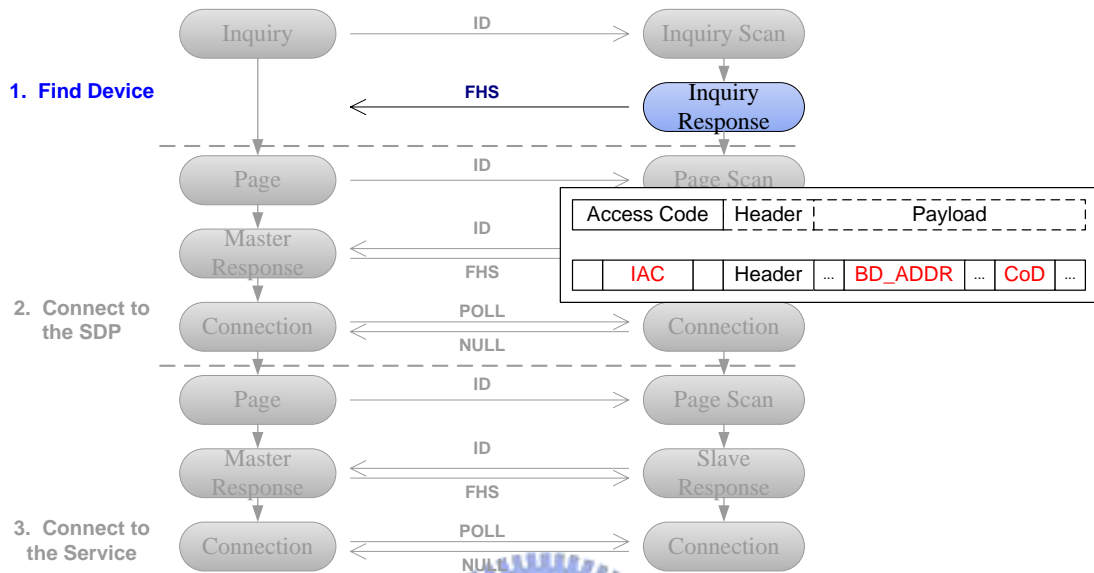 Inquiry
ID
Inquiry Scan
1. Find Device
FHS
Inquiry
Response
Page
ID
Page Scan
Access Code Header Payload
Master
Response
ID
FHS
IAC Header ... BD_ADDR ... CoD ...
2. Connect to
the SDP
Connection
POLL
NULL
Connection
Page
ID
Page Scan
Master
Response
ID
FHS
Slave
Response
3. Connect to
the Service
Connection
POLL
NULL
Connection